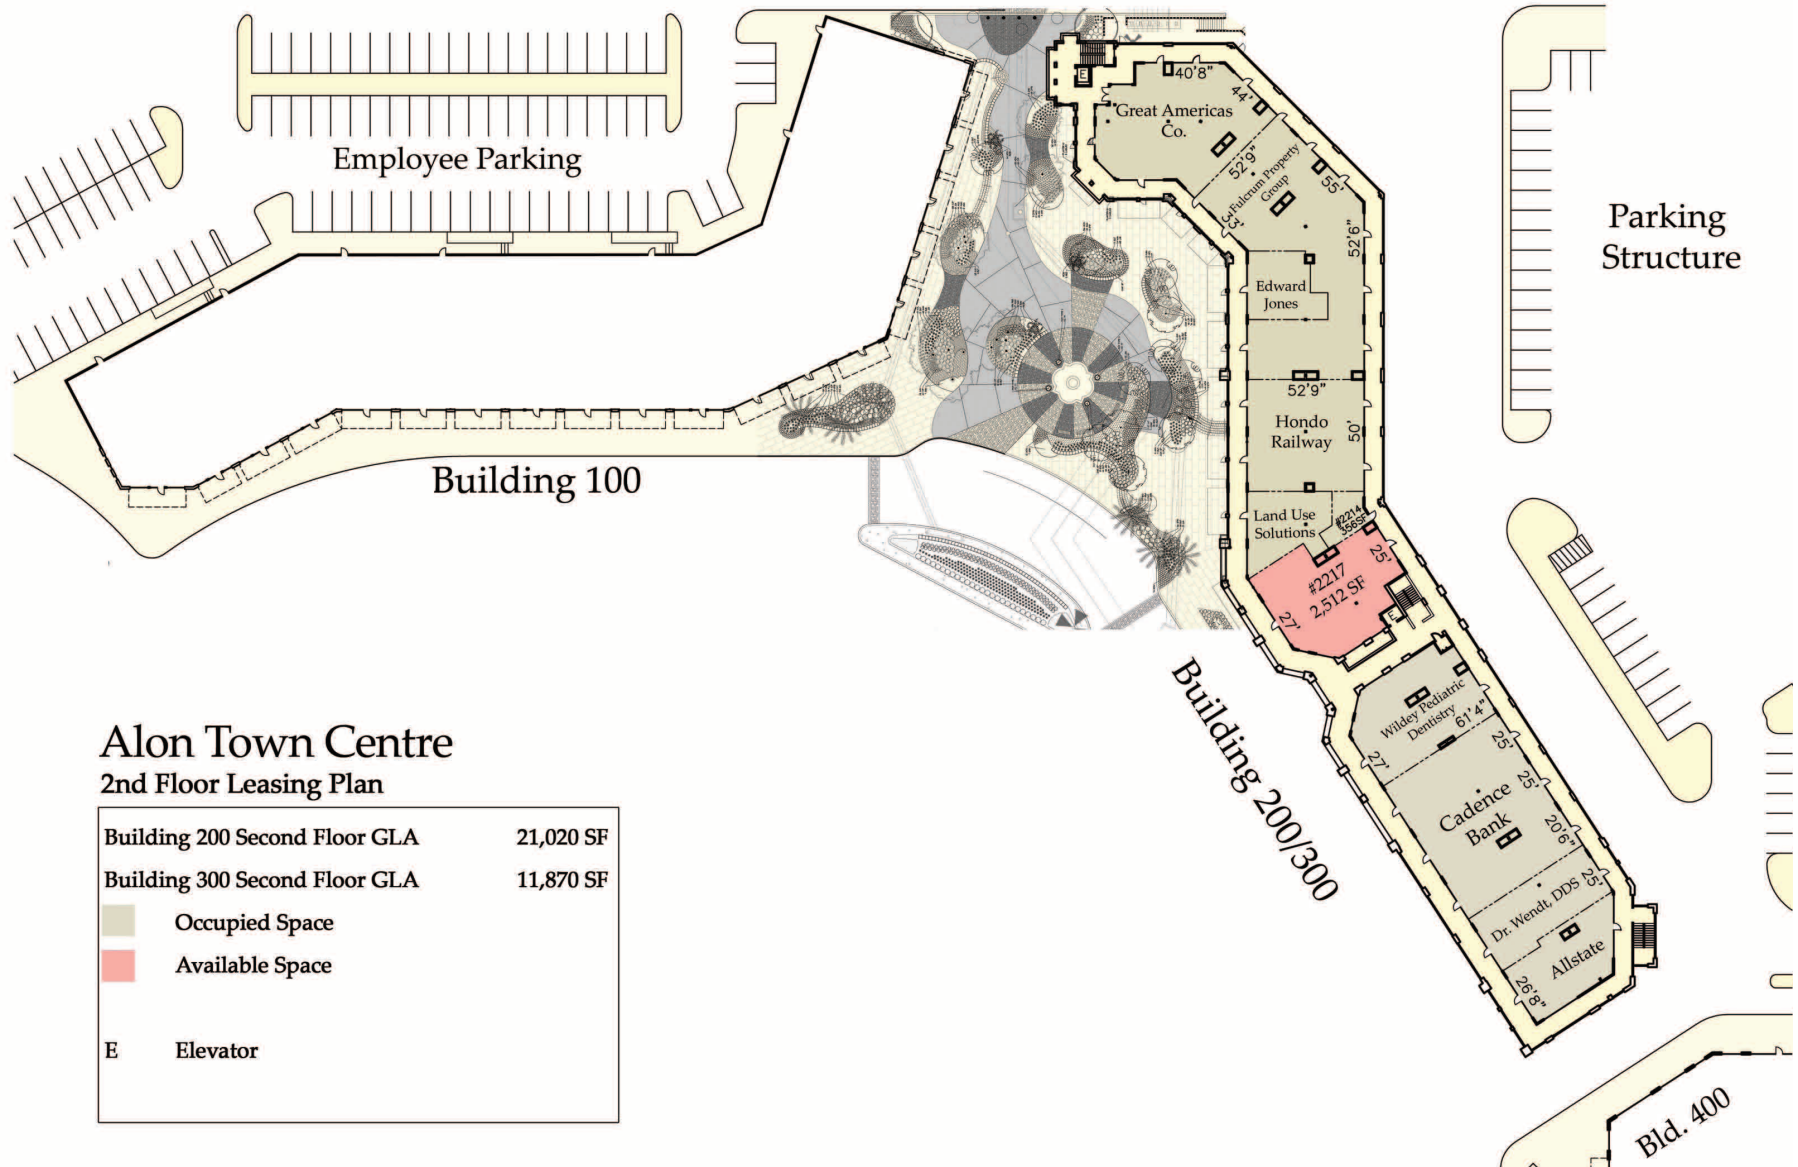 Employee Parking
E
40'8"
44'
Great Americas
Co.
52'9"
Fulcrum Property
Group
55'
33'
52'6"
Parking
Structure
Edward
Jones
52'9"
Hondo
Railway
50'
Building 100
Land Use
Solutions
#2214
356SF
25'
#2217
2,512 SF
27'
E
Building 200/300
Wildey Pediatric
Dentistry
61'4"
27'
25'
25'
Cadence
Bank
20'6"
25'
Dr. Wendt, DDS
Allstate
26'8"
Bld. 400
Alon Town Centre
2nd Floor Leasing Plan
Building 200 Second Floor GLA 21,020 SF
Building 300 Second Floor GLA 11,870 SF
Occupied Space
Available Space
E Elevator